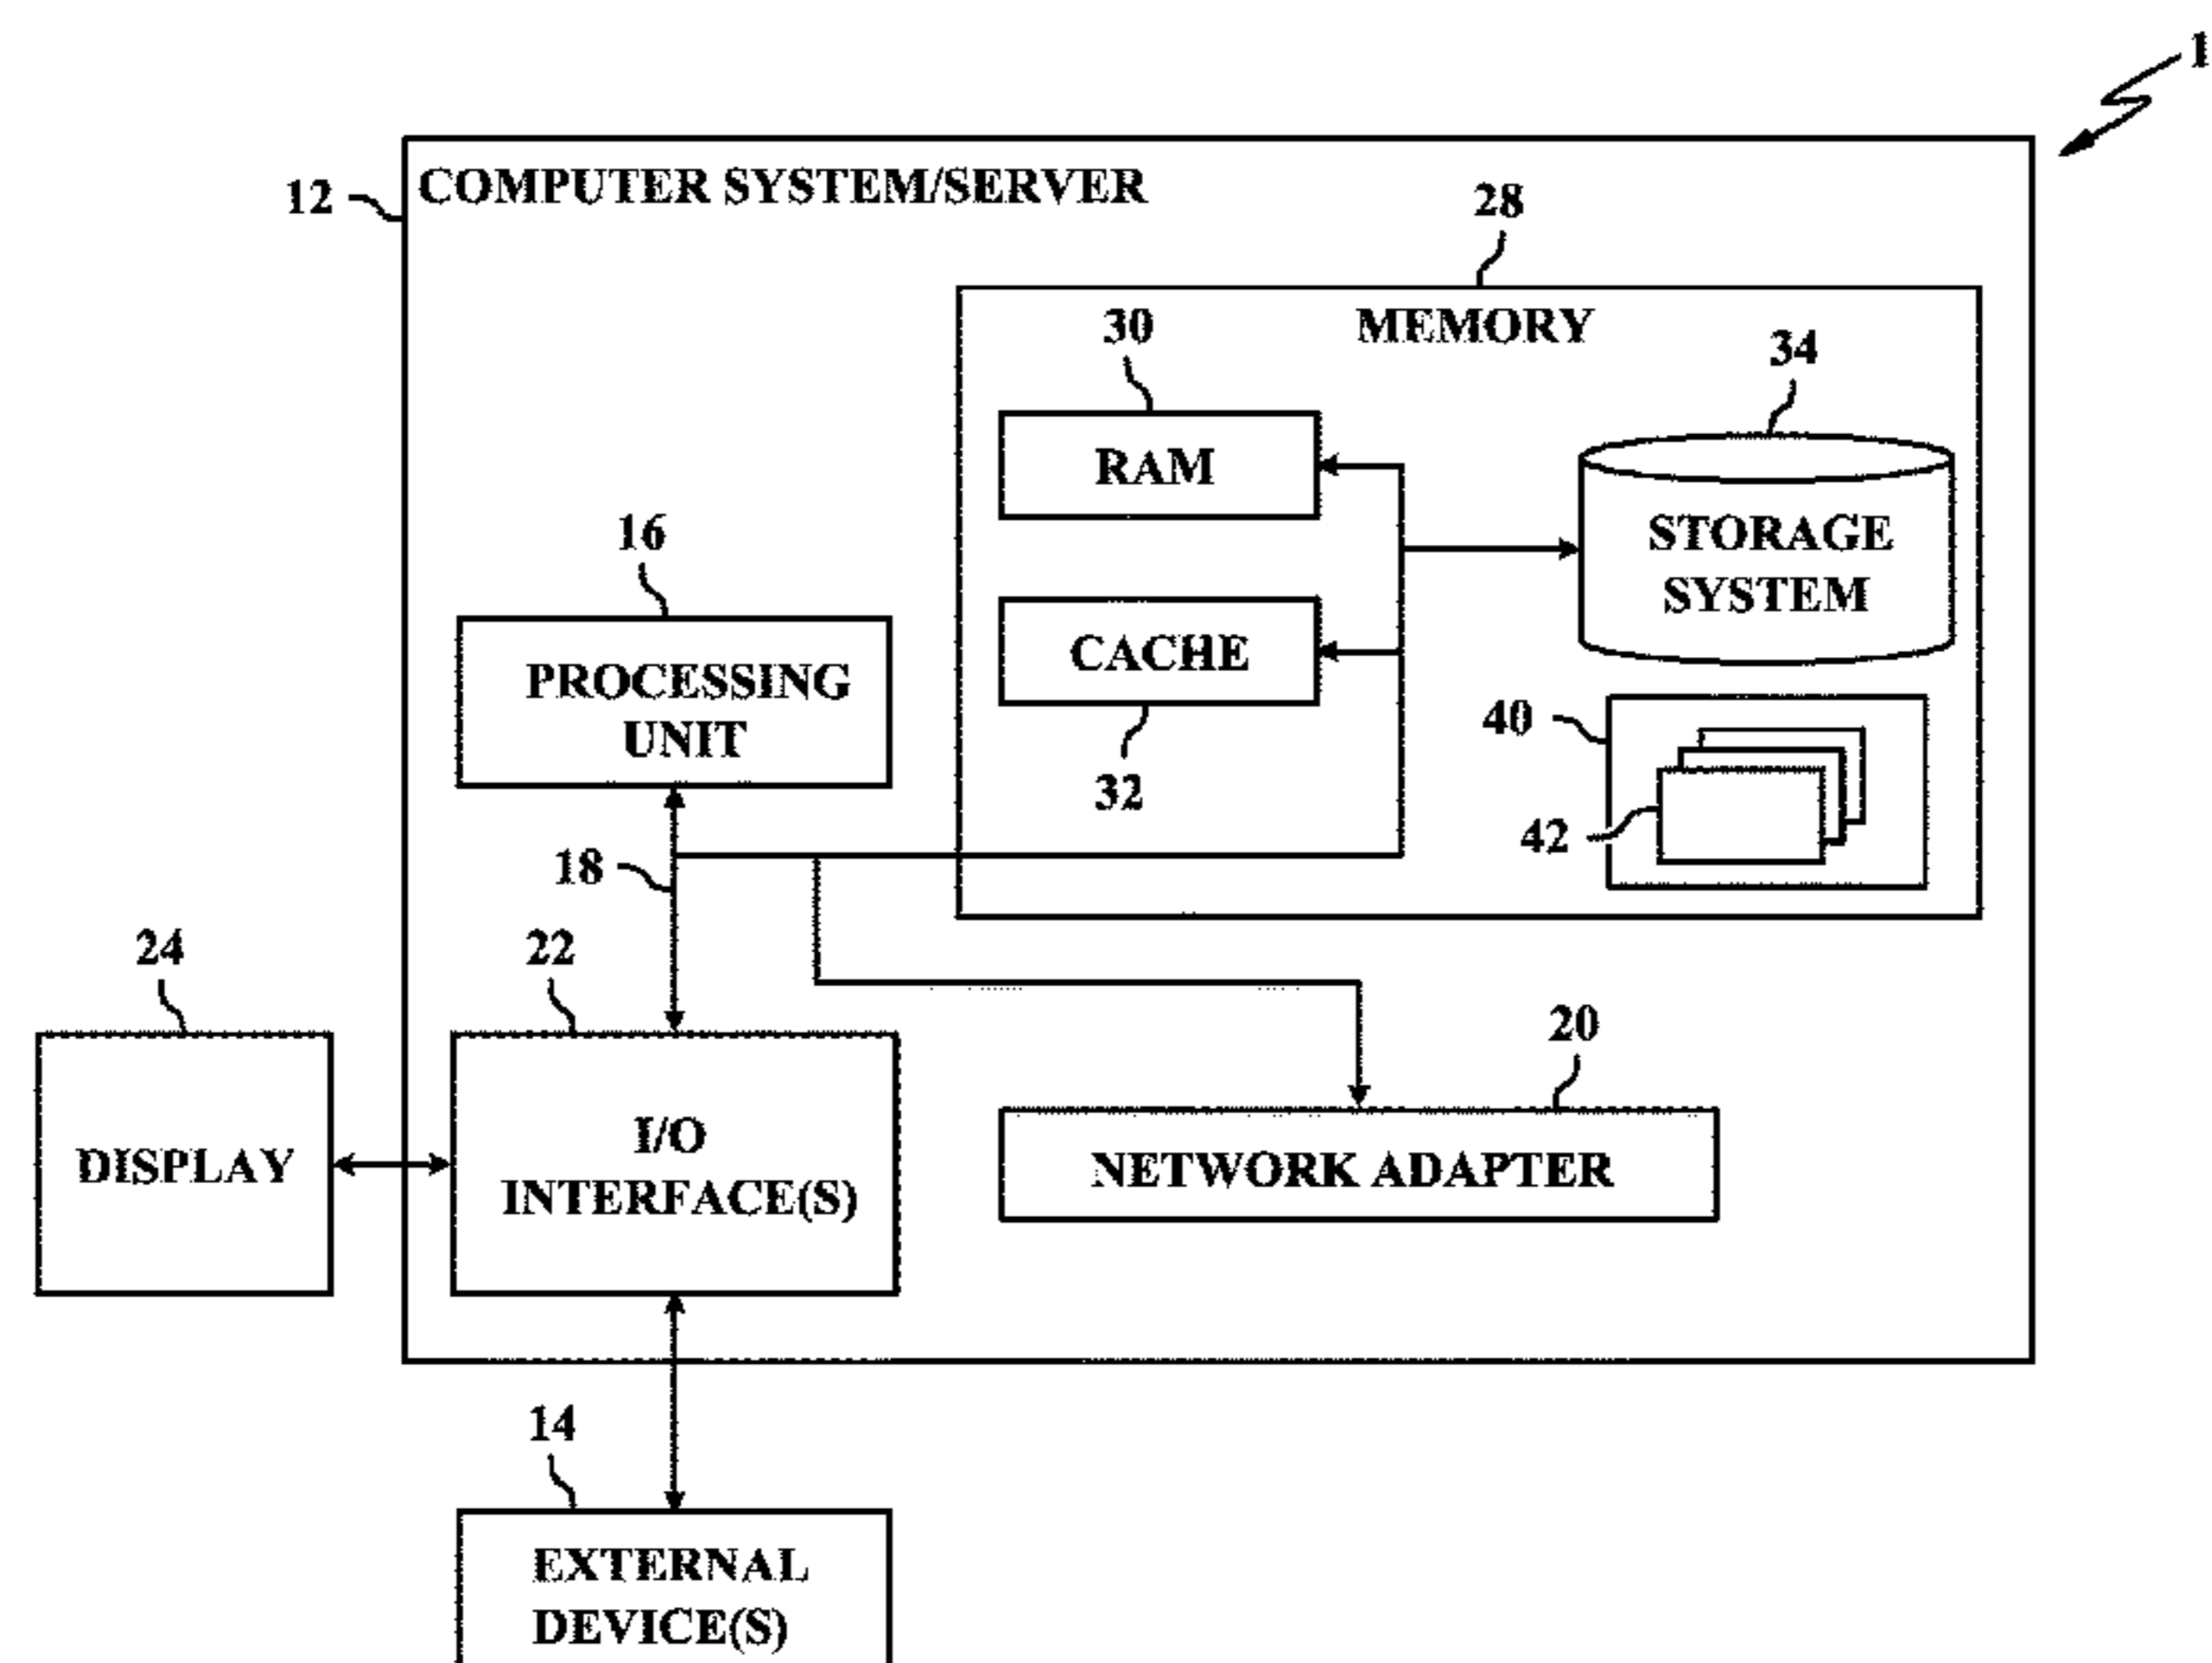 1
12
COMPUTER SYSTEM/SERVER
28
MEMORY
30
34
RAM
STORAGE
SYSTEM
16
PROCESSING
UNIT
CACHE
32
40
42
18
24
22
20
DISPLAY
I/O
INTERFACE(S)
NETWORK ADAPTER
14
EXTERNAL
DEVICE(S)